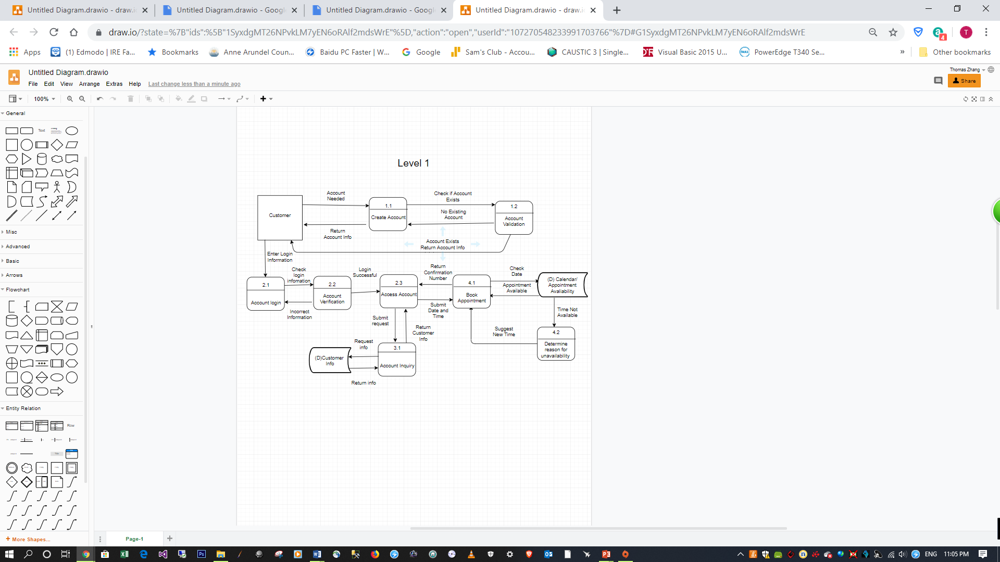 Untitled Diagram.drawio - draw.i
Untitled Diagram.drawio - Googl
Untitled Diagram.drawio - Googl
Untitled Diagram.drawio - draw.i
draw.io/?state=%7B"ids":%5B"1SyxdgMT26NPvkLM7yEN6oRAlf2mdsWrE"%5D,"action":"open","userId":"107270548233991703766"%7D#G1SyxdgMT26NPvkLM7yEN6oRAlf2mdsWrE
4
T
Apps
(1) Edmodo | IRE Fa...
Bookmarks
Anne Arundel Coun...
Baidu PC Faster | W...
Google
Sam's Club - Accou...
CAUSTIC 3 | Single...
Visual Basic 2015 U...
PowerEdge T340 Se...
»
Other bookmarks
Untitled Diagram.drawio
Thomas Zhang
File Edit View Arrange Extras Help Last change less than a minute ago
Share
100%
General
Text
Misc
Advanced
Basic
Arrows
Flowchart
Entity Relation
Row
Title
+ More Shapes...
Level 1
Account
Needed
Check if Account
Exists
Customer
1.1
Create Account
No Existing
Account
1.2
Account
Validation
Return
Account Info
Account Exists
Return Account Info
Enter Login
Information
Check
login
infomation
Login
Successful
Return
Confirmation
Number
Check
Date
2.1
Account login
2.2
Account
Verification
2.3
Access Account
4.1
Book
Appointment
Appointment
Available
(D) Calendar/
Appointment
Avaliability
Incorrect
Information
Submit
Date and
Time
Time Not
Available
Submit
request
Return
Customer
Info
Suggest
New Time
4.2
Determine
reason for
unavailability
Request
info
3.1
Account Inquiry
(D)Customer
Info
Return info
Page-1
ENG
11:05 PM